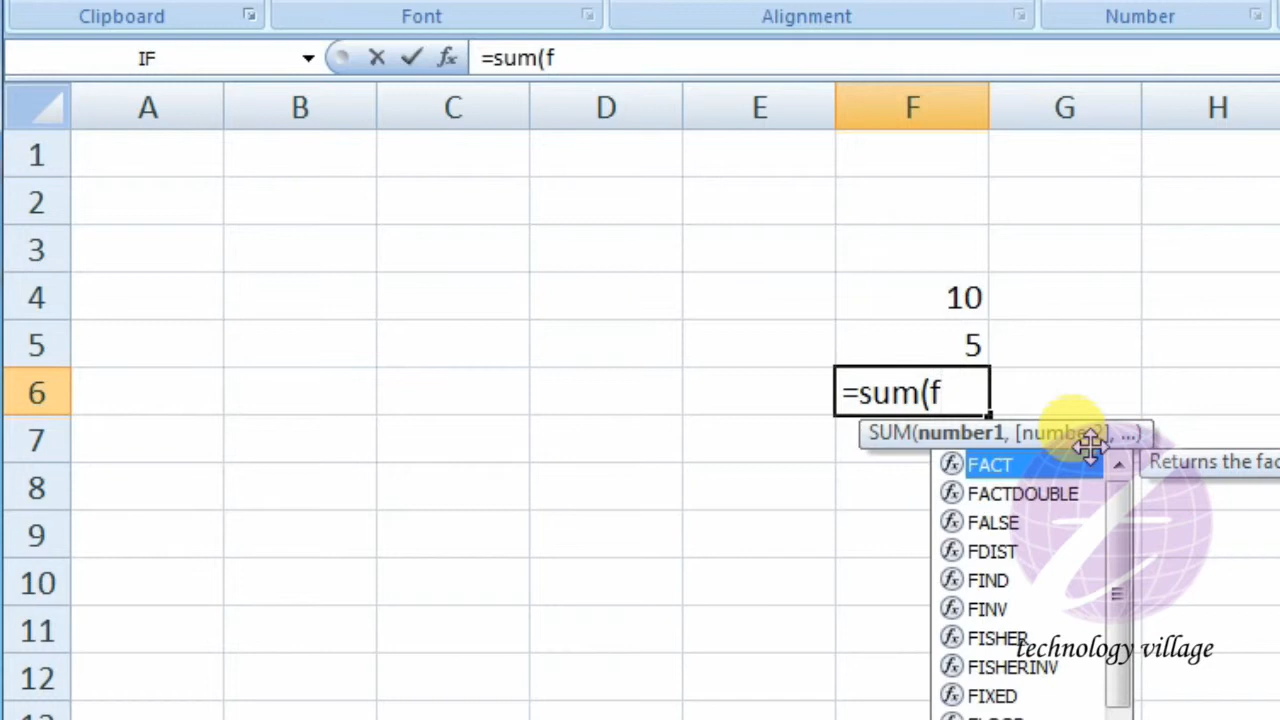 Clipboard Font Alignment Number
IF =sum(f
A B C D E F G H
1
2
3
4 10
5 5
6 =sum(f
7 SUM(number1, [number2], ...)
FACT Returns the fac
8 FACTDOUBLE
FALSE
9 FDIST
10 FIND
FINV
11 FISHER
technology village
12 FISHERINV
FIXED